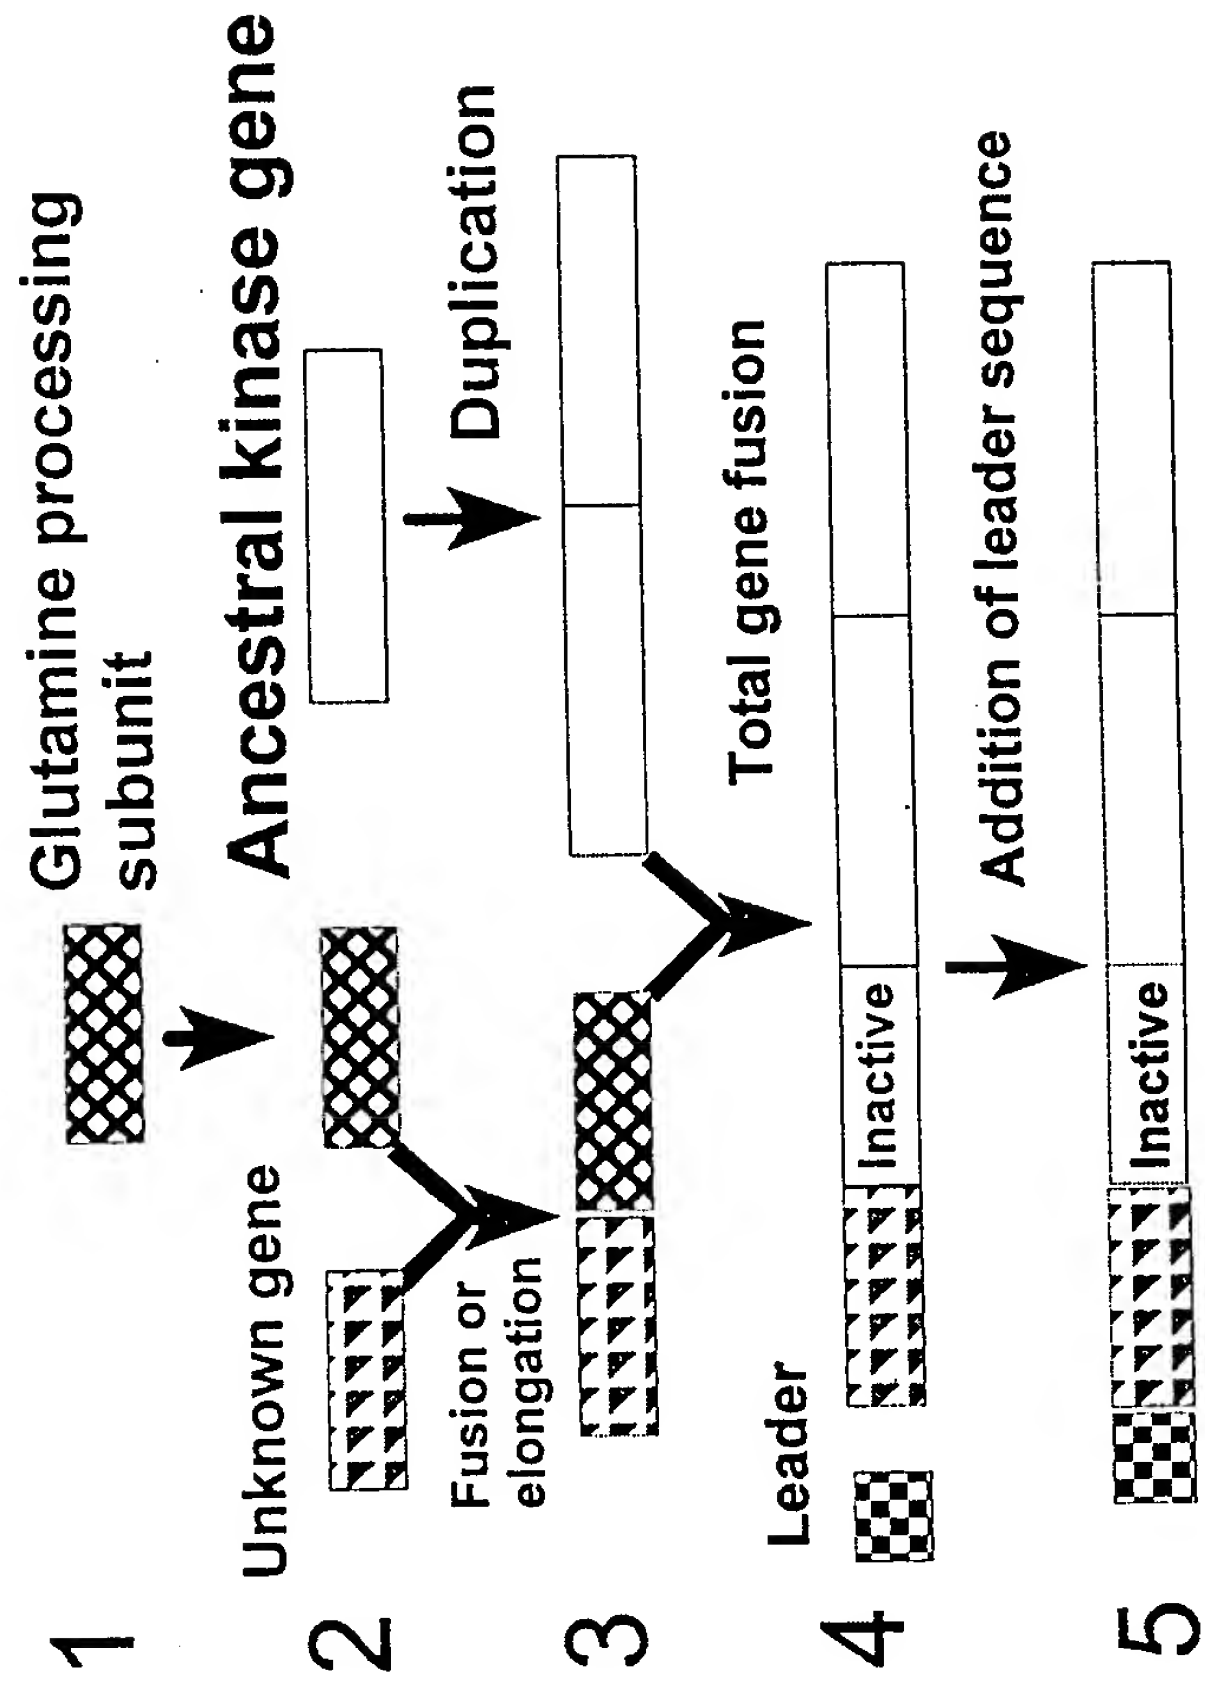 1
Glutamine processing
subunit
2
Unknown gene
Ancestral kinase gene
Fusion or
elongation
Duplication
3
Total gene fusion
Leader
4
Inactive
Addition of leader sequence
5
Inactive